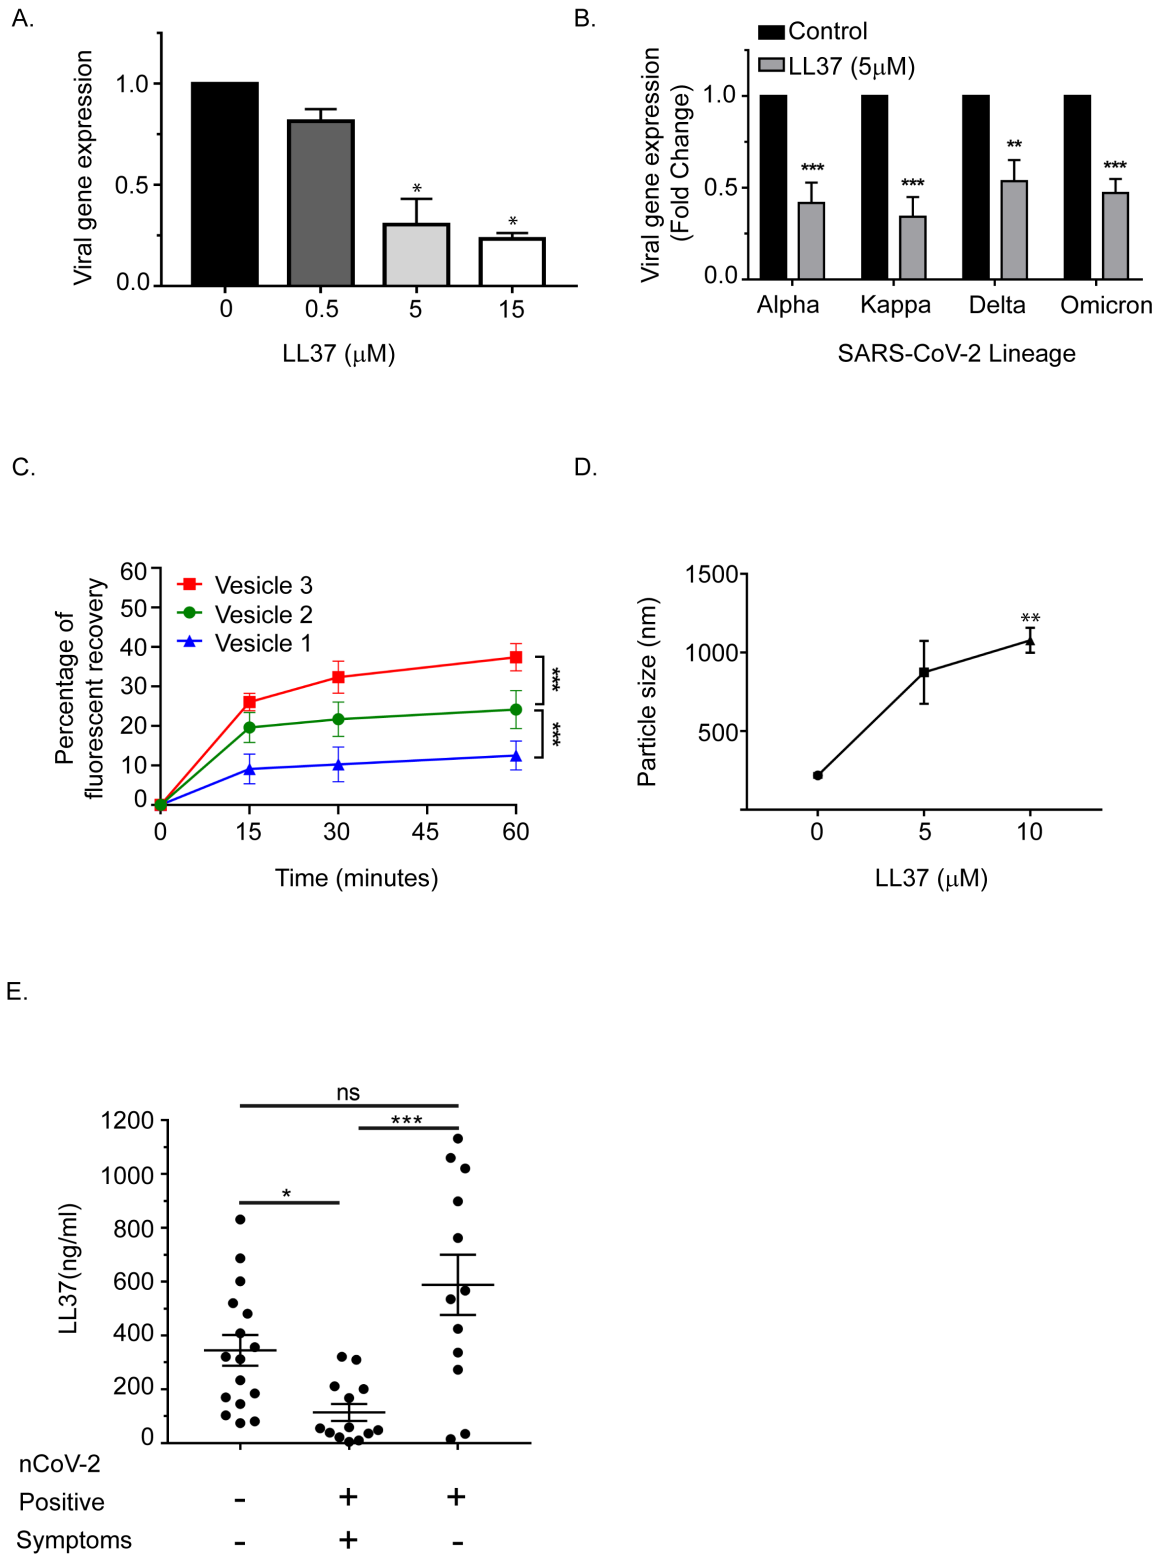 A.
Viral gene expression
1.0
0.5
0.0
*
*
0
0.5
5
15
LL37 (μM)
B.
Control
LL37 (5μM)
Viral gene expression
(Fold Change)
1.0
0.5
0.0
***
***
**
***
Alpha
Kappa
Delta
Omicron
SARS-CoV-2 Lineage
C.
Percentage of
fluorescent recovery
60
50
40
30
20
10
0
Vesicle 3
Vesicle 2
Vesicle 1
***
***
0
15
30
45
60
Time (minutes)
D.
Particle size (nm)
1500
1000
500
**
0
5
10
LL37 (μM)
E.
LL37(ng/ml)
1200
1000
800
600
400
200
0
ns
***
*
nCoV-2
Positive - + +
Symptoms - + -